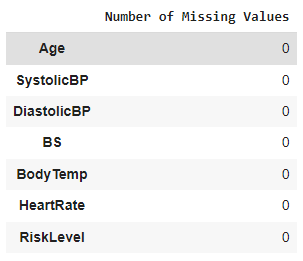 Number of Missing Values
Age 0
SystolicBP 0
DiastolicBP 0
BS 0
BodyTemp 0
HeartRate 0
RiskLevel 0